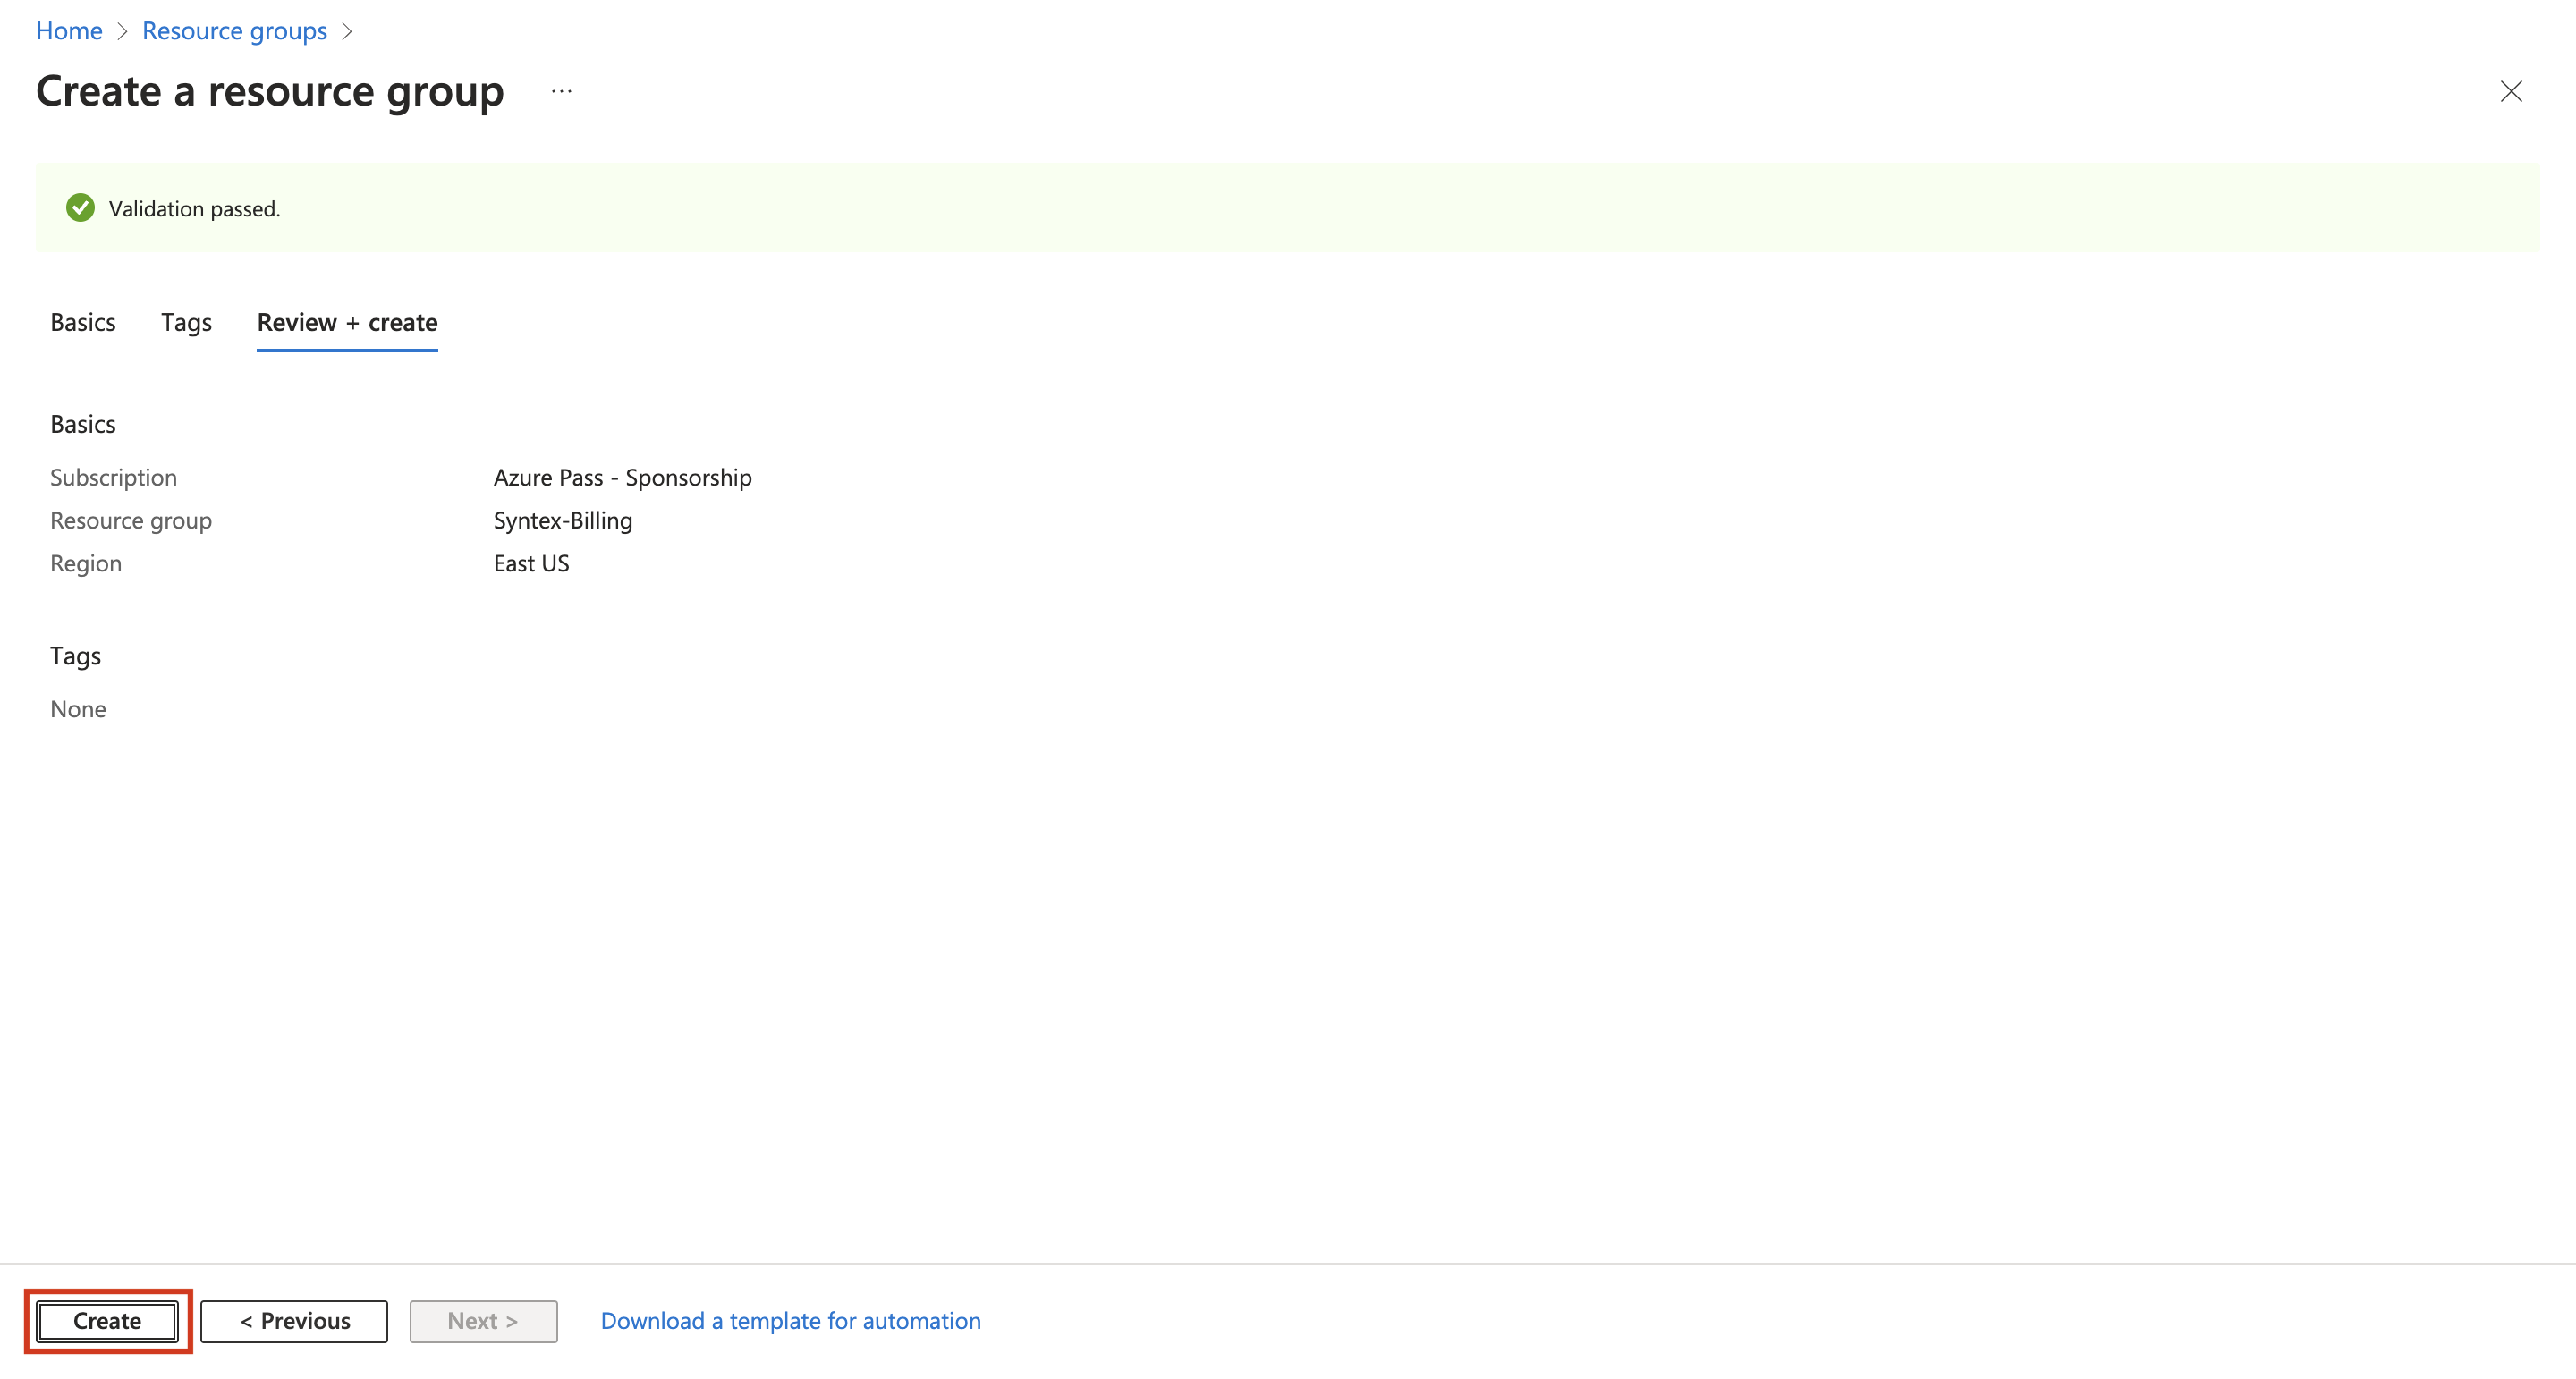 Home > Resource groups >
Create a resource group ...
Validation passed.
Basics Tags Review + create
Basics
Subscription Azure Pass - Sponsorship
Resource group Syntex-Billing
Region East US
Tags
None
Create < Previous Next > Download a template for automation